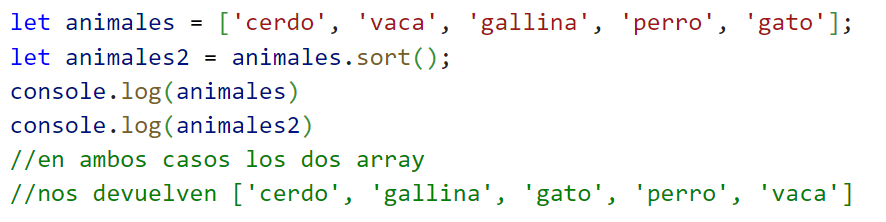 let animales = ['cerdo', 'vaca', 'gallina', 'perro', 'gato'];
let animales2 = animales.sort();
console.log(animales)
console.log(animales2)
//en ambos casos los dos array
//nos devuelven ['cerdo', 'gallina', 'gato', 'perro', 'vaca']